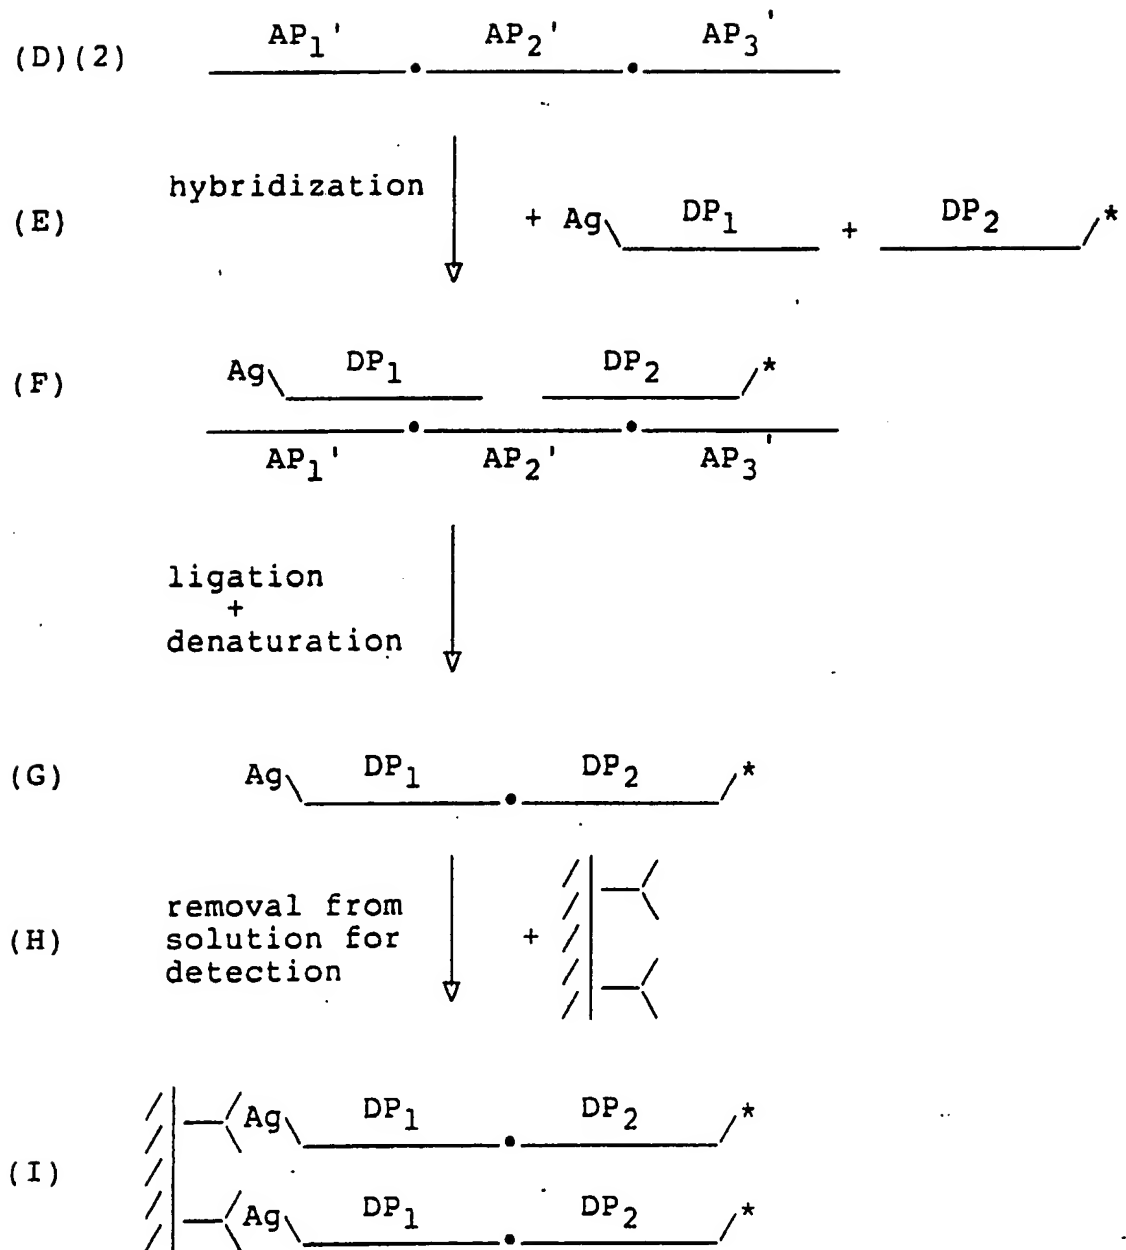 (D)(2) AP1' AP2' AP3'
hybridization
(E) + Ag DP1 + DP2 *
(F) Ag DP1 DP2 *
AP1' AP2' AP3'
ligation
+
denaturation
(G) Ag DP1 DP2 *
removal from
(H) solution for +
detection
(I) Ag DP1 DP2 *
Ag DP1 DP2 *